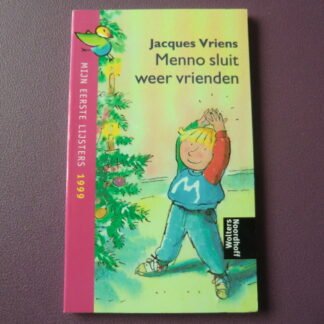 Jacques Vriens
Menno sluit
weer vrienden
MIJN EERSTE LIJSTERS 1999
M
Wolters
Noordhoff